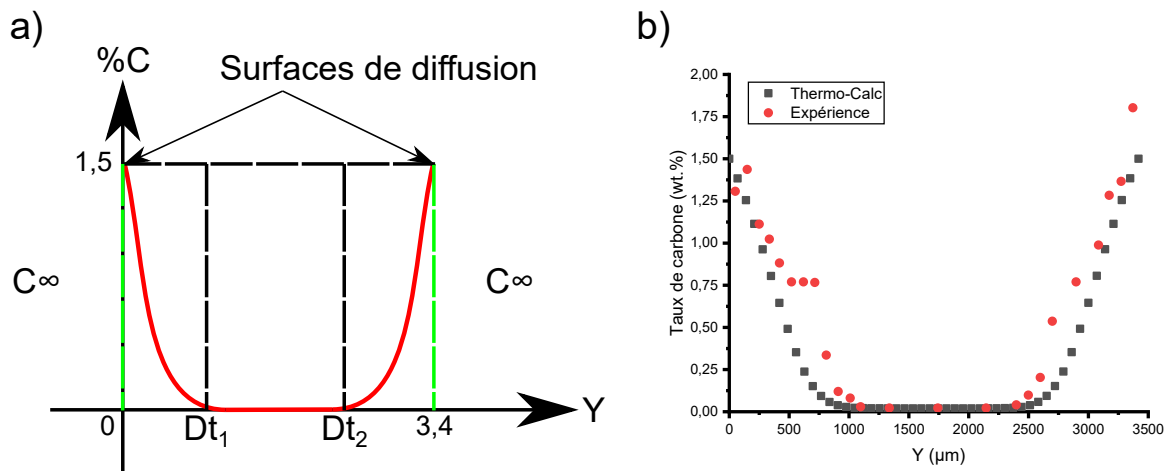 a)
%C
Surfaces de diffusion
1,5
C∞
C∞
0
Dt₁
Dt₂
3,4
Y
b)
Thermo-Calc
Expérience
Taux de carbone (wt.%)
2,00
1,75
1,50
1,25
1,00
0,75
0,50
0,25
0,00
0
500
1000
1500
2000
2500
3000
3500
Y (µm)